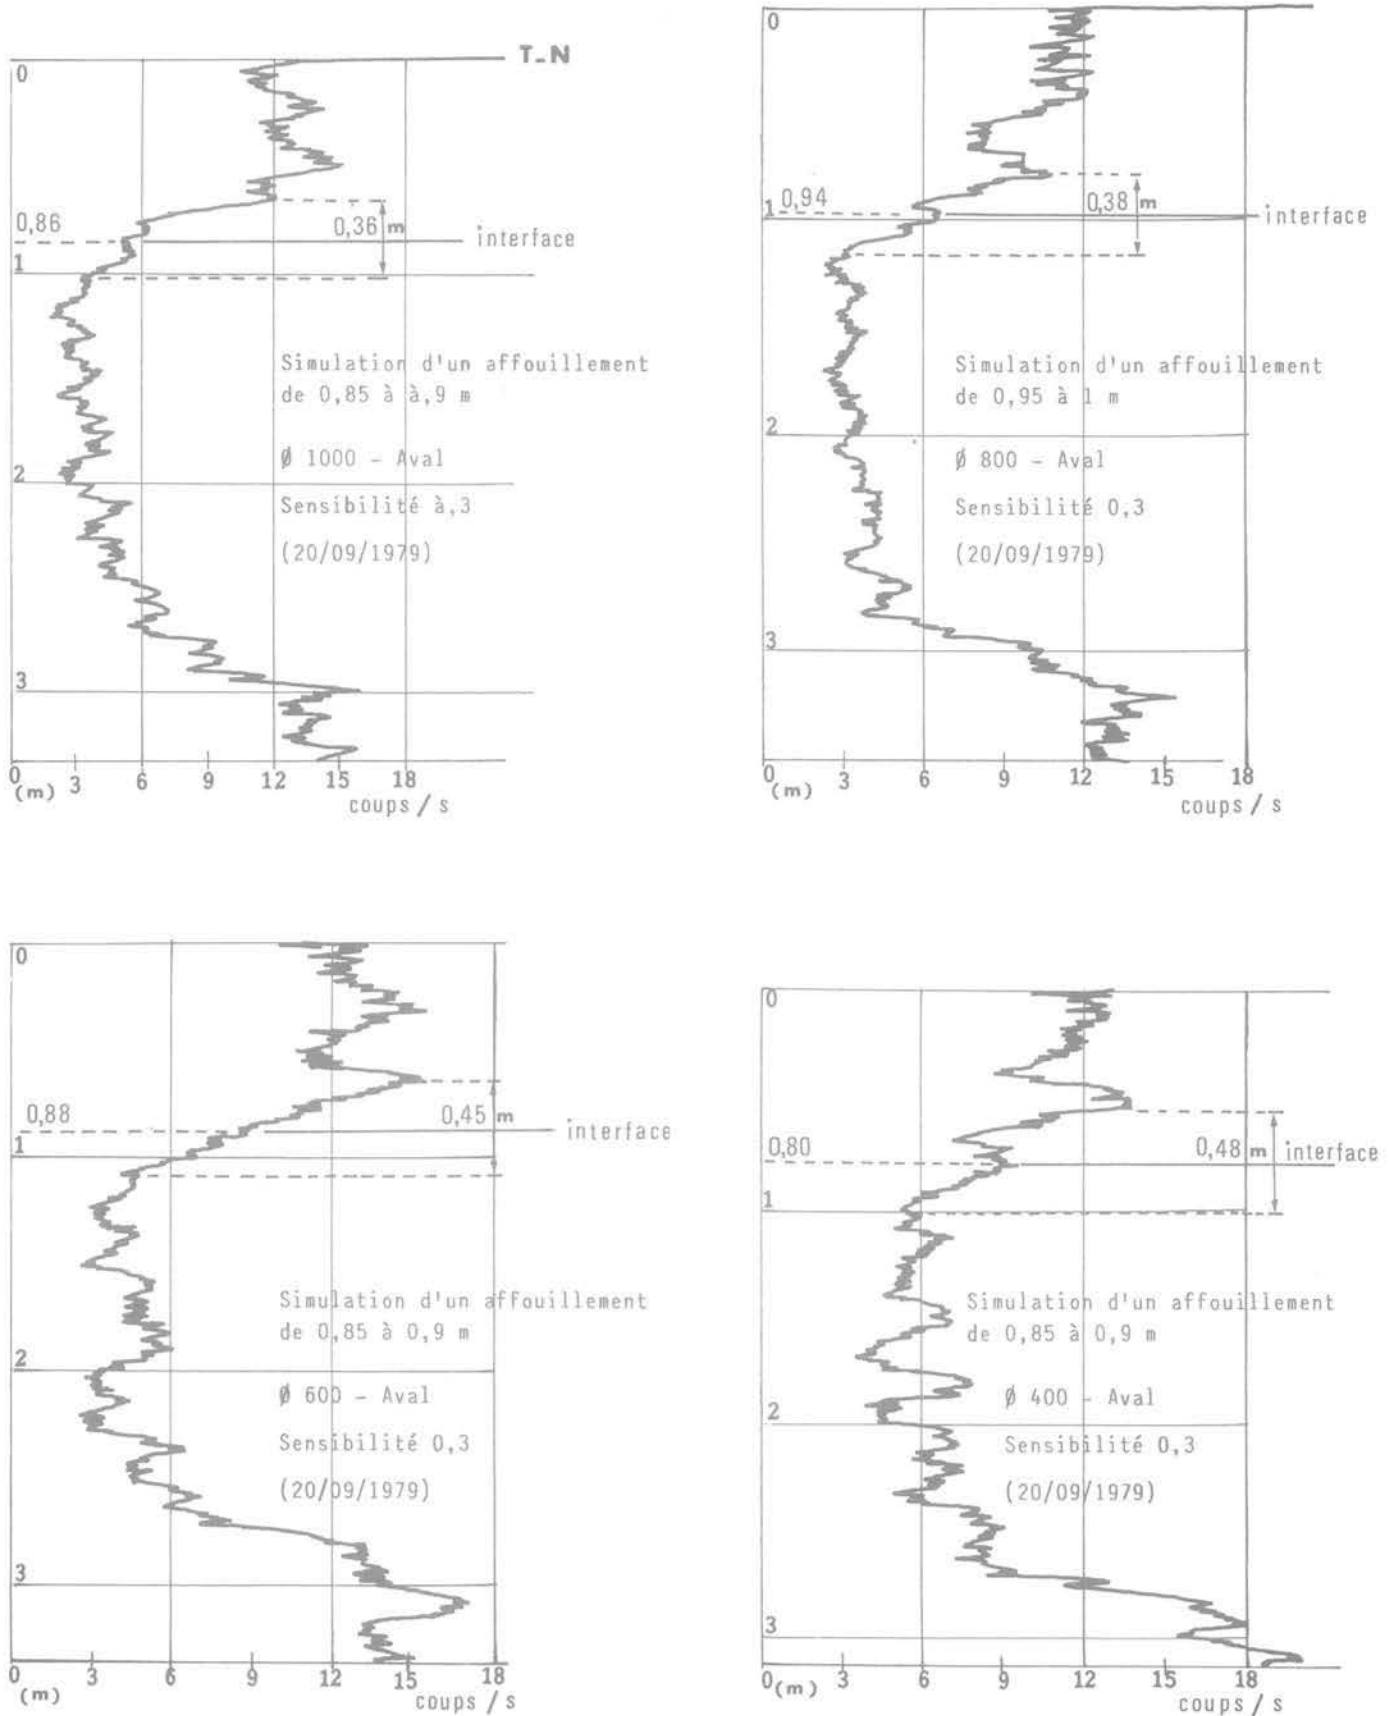 T-N
0
0,86
0,36 m
interface
1
Simulation d'un affouillement
de 0,85 à à,9 m
Ø 1000 - Aval
2
Sensibilité à,3
(20/09/1979)
3
0 3 6 9 12 15 18
(m)
coups / s
0
0,94
0,38 m
1
interface
Simulation d'un affouillement
de 0,95 à 1 m
2
Ø 800 - Aval
Sensibilité 0,3
(20/09/1979)
3
0 3 6 9 12 15 18
(m)
coups / s
0
0,88
0,45 m
interface
1
Simulation d'un affouillement
de 0,85 à 0,9 m
2
Ø 600 - Aval
Sensibilité 0,3
(20/09/1979)
3
0 3 6 9 12 15 18
(m)
coups / s
0
0,80
0,48 m
interface
1
Simulation d'un affouillement
de 0,85 à 0,9 m
Ø 400 - Aval
2
Sensibilité 0,3
(20/09/1979)
3
0 (m) 3 6 9 12 15 18
coups / s